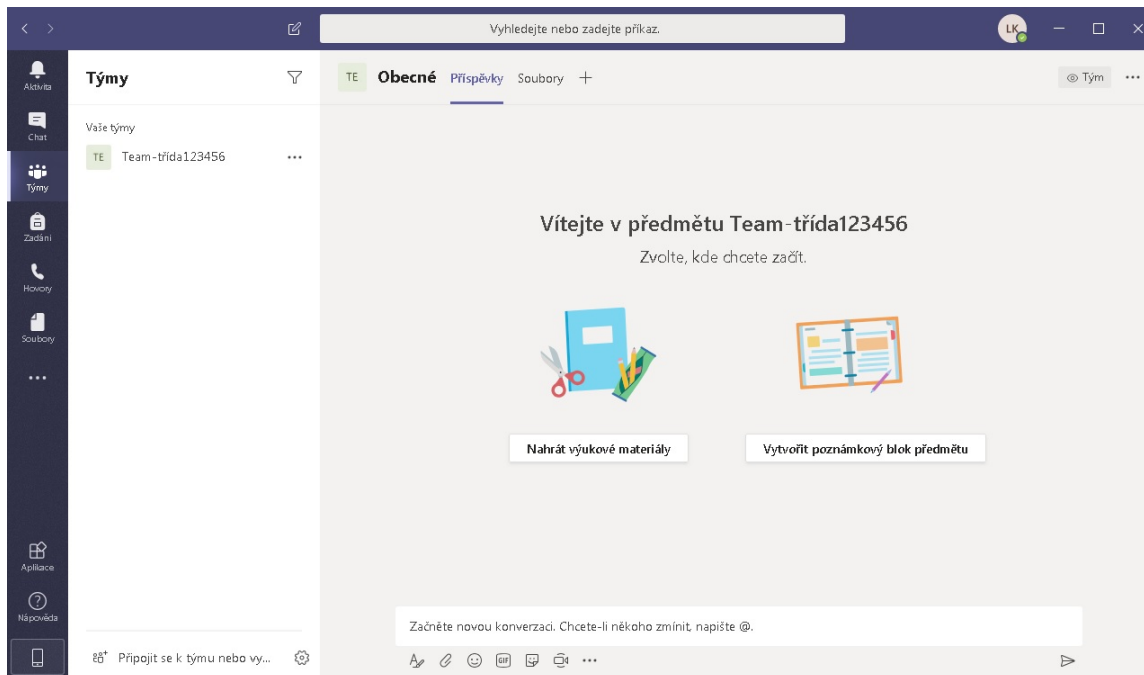 Vyhledejte nebo zadejte příkaz.
LK
Aktivita
Chat
Týmy
Zadání
Hovory
Soubory
Aplikace
Nápověda
Týmy
Vaše týmy
TE Team-třída123456
Připojit se k týmu nebo vy...
TE Obecné Příspěvky Soubory
Tým
Vítejte v předmětu Team-třída123456
Zvolte, kde chcete začít.
Nahrát výukové materiály
Vytvořit poznámkový blok předmětu
Začněte novou konverzaci. Chcete-li někoho zmínit, napište @.
GIF